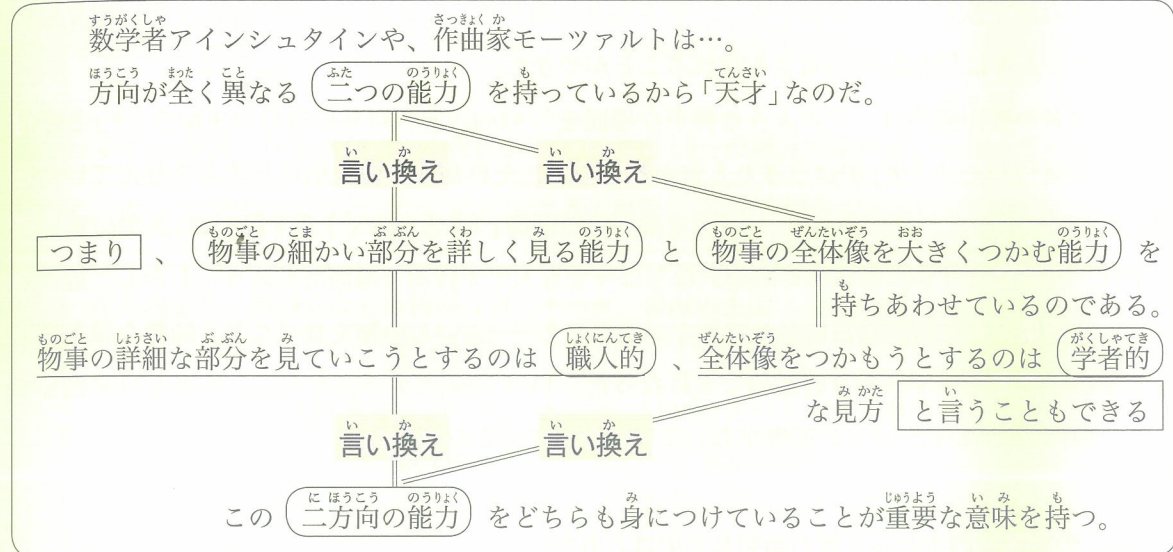 数学者アインシュタインや、作曲家モーツァルトは…。
方向が全く異なる 二つの能力 を持っているから「天才」なのだ。
言い換え 言い換え
つまり 、 物事の細かい部分を詳しく見る能力 と 物事の全体像を大きくつかむ能力 を
持ちあわせているのである。
物事の詳細な部分を見ていこうとするのは 職人的 、全体像をつかもうとするのは 学者的
な見方 と言うこともできる
言い換え 言い換え
この 二方向の能力 をどちらも身につけていることが重要な意味を持つ。